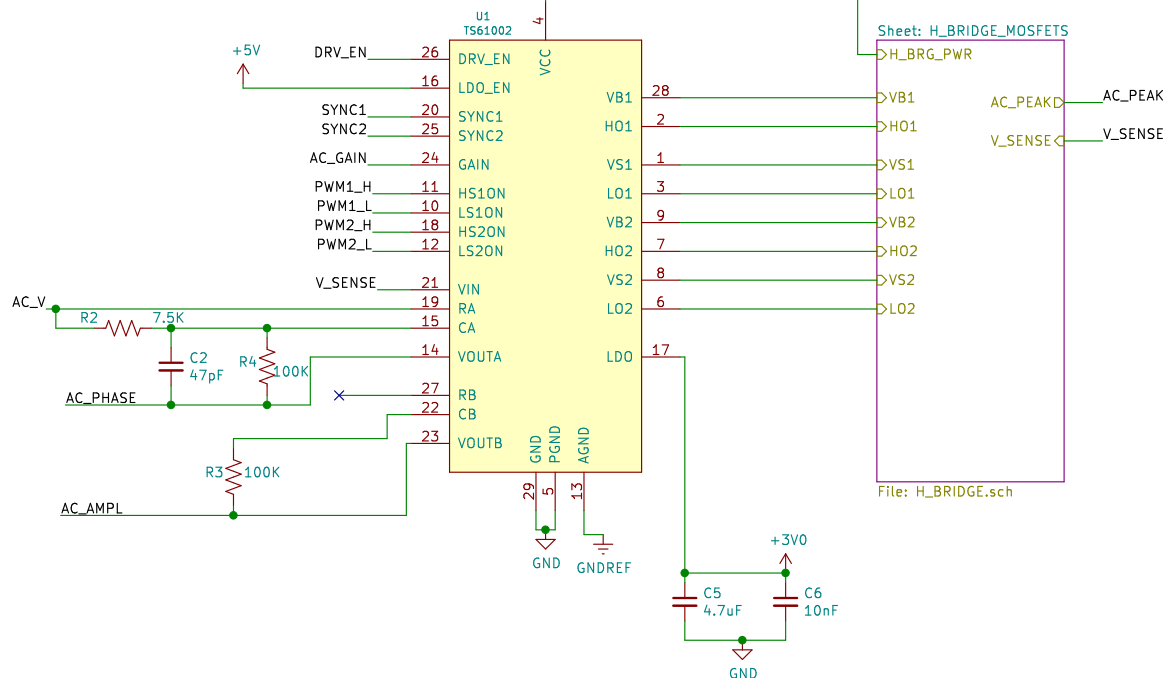 U1
TS61002
4
VCC
Sheet: H_BRIDGE_MOSFETS
+5V
DRV_EN 26 DRV_EN
H_BRG_PWR
16 LDO_EN
VB1 28 VB1
AC_PEAK AC_PEAK
SYNC1 20 SYNC1
HO1 2 HO1
SYNC2 25 SYNC2
V_SENSE V_SENSE
AC_GAIN 24 GAIN
VS1 1 VS1
PWM1_H 11 HS1ON
LO1 3 LO1
PWM1_L 10 LS1ON
VB2 9 VB2
PWM2_H 18 HS2ON
PWM2_L 12 LS2ON
HO2 7 HO2
V_SENSE 21 VIN
VS2 8 VS2
AC_V 19 RA
LO2 6 LO2
R2 7.5K 15 CA
C2
47pF
R4
100K
14 VOUTA
LDO 17
AC_PHASE
27 RB
22 CB
23 VOUTB
R3 100K
GND PGND AGND
29 5 13
AC_AMPL
File: H_BRIDGE.sch
GND
GNDREF
+3V0
C5
4.7uF
C6
10nF
GND